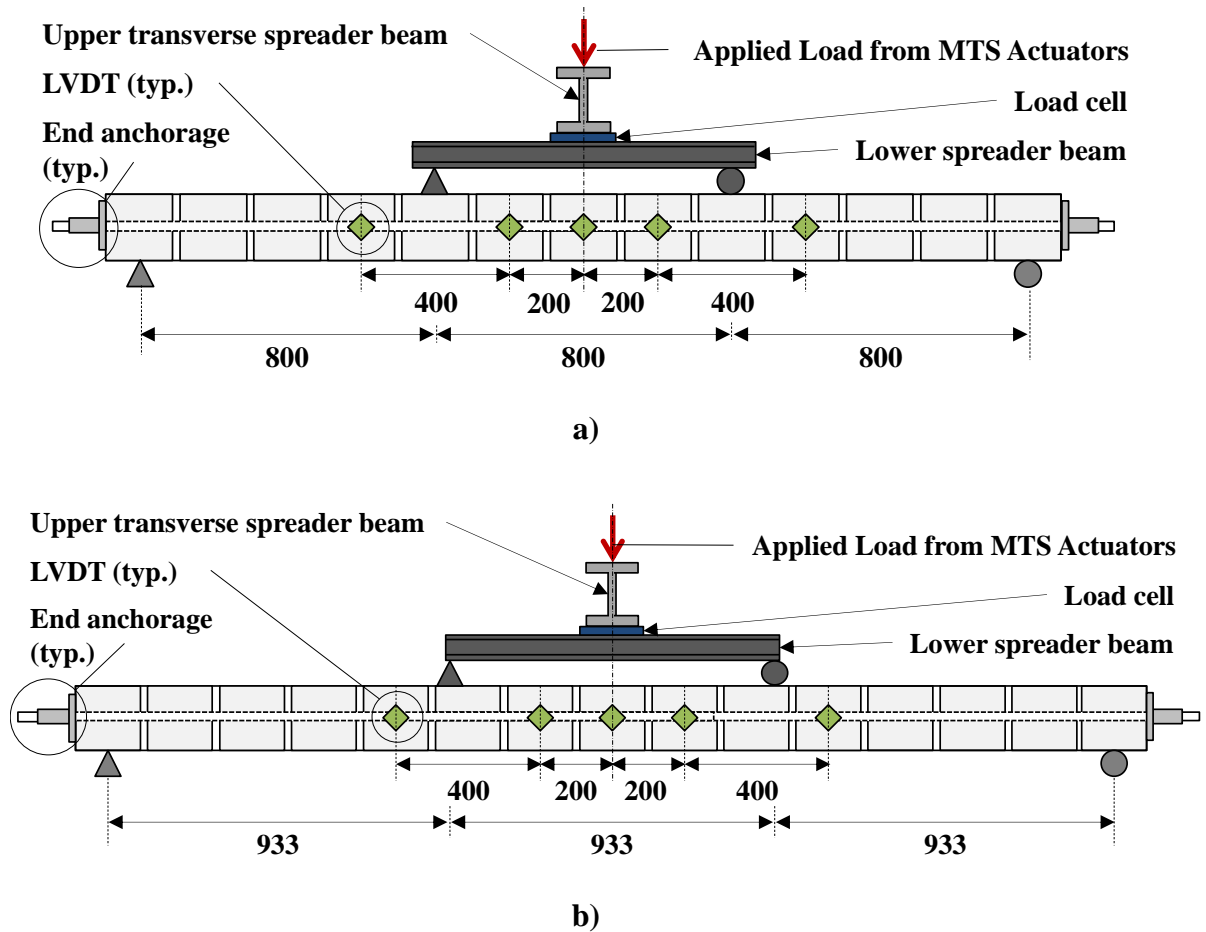 Upper transverse spreader beam
Applied Load from MTS Actuators
LVDT (typ.)
Load cell
End anchorage
(typ.)
Lower spreader beam
400
200
200
400
800
800
800
a)
Upper transverse spreader beam
Applied Load from MTS Actuators
LVDT (typ.)
Load cell
End anchorage
(typ.)
Lower spreader beam
400
200
200
400
933
933
933
b)